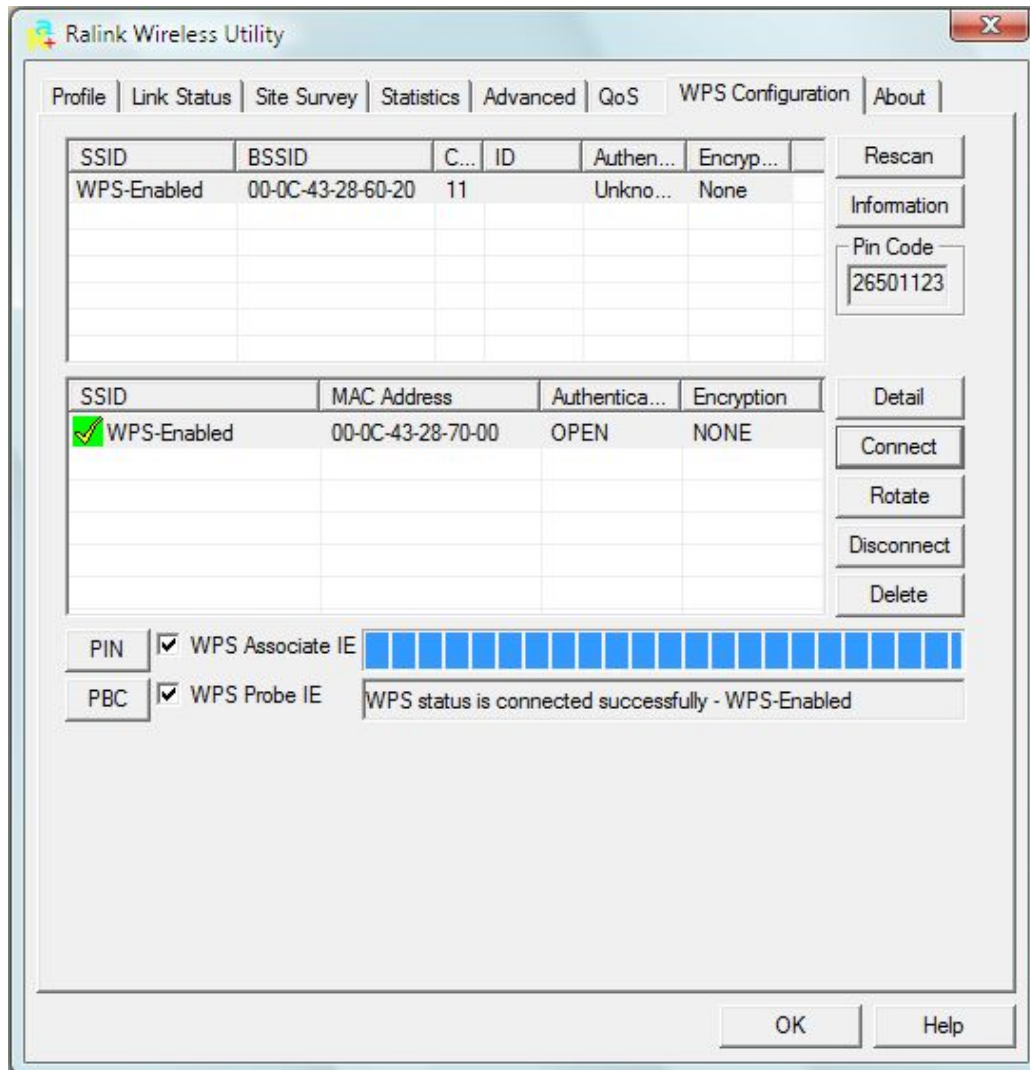 Ralink Wireless Utility
Profile Link Status Site Survey Statistics Advanced QoS WPS Configuration About
SSID BSSID C... ID Authen... Encryp... Rescan
WPS-Enabled 00-0C-43-28-60-20 11 Unkno... None
Information
Pin Code
26501123
SSID MAC Address Authentica... Encryption Detail
WPS-Enabled 00-0C-43-28-70-00 OPEN NONE
Connect
Rotate
Disconnect
Delete
PIN WPS Associate IE
PBC WPS Probe IE WPS status is connected successfully - WPS-Enabled
OK Help